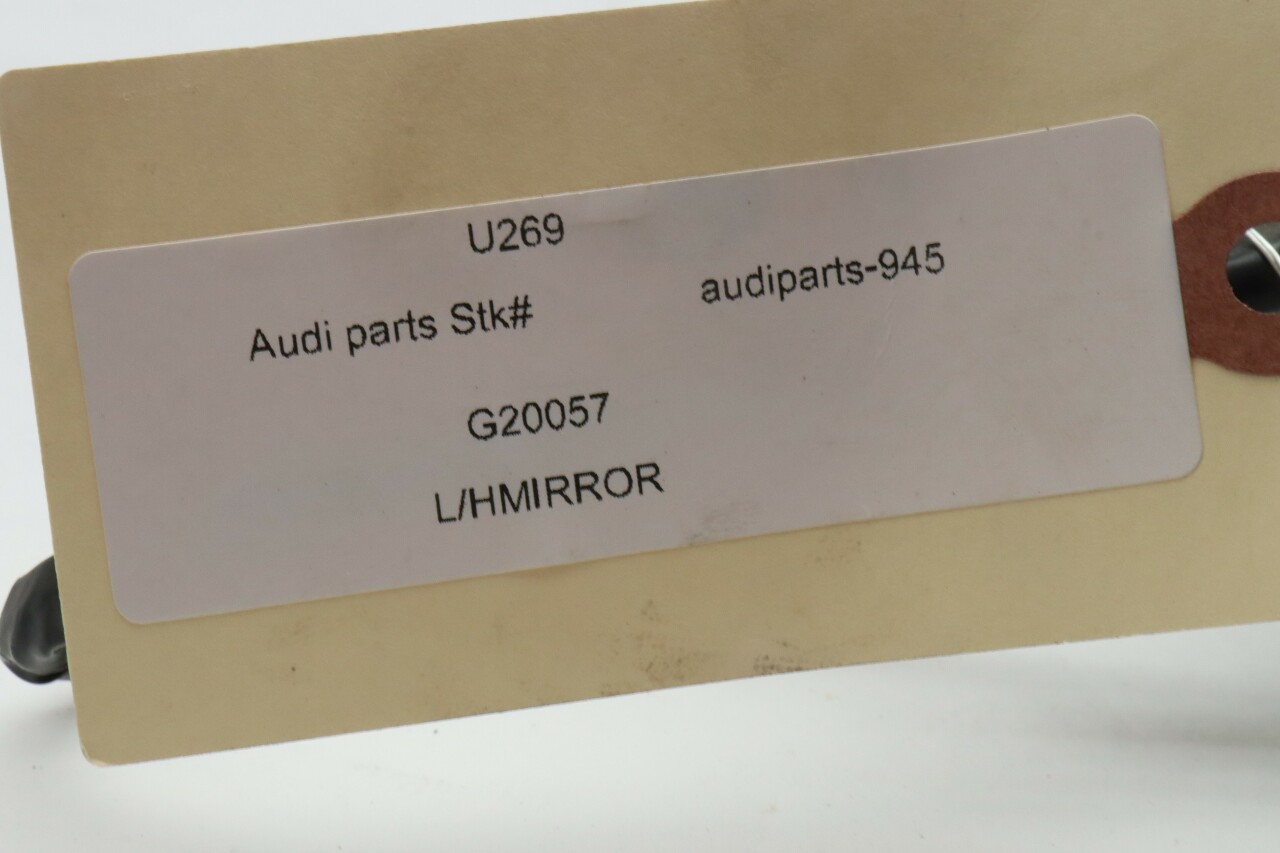 U269
Audi parts Stk# audiparts-945
G20057
L/HMIRROR